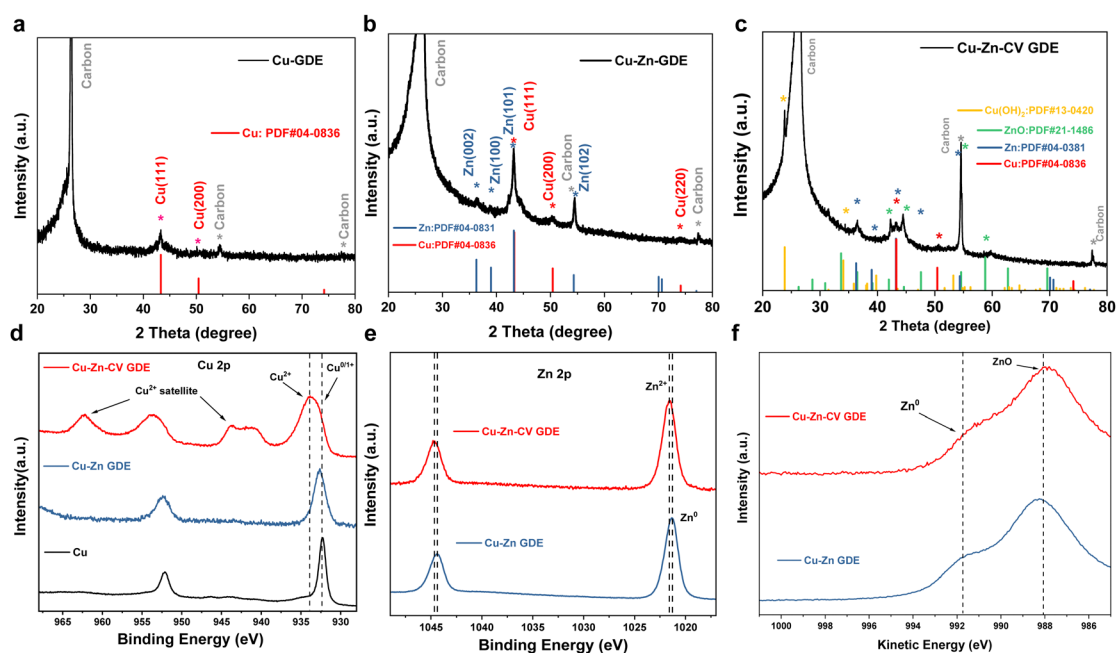 a
Intensity (a.u.)
Carbon
Cu-GDE
Cu: PDF#04-0836
Cu(111)
Cu(200)
* Carbon
* Carbon
20 30 40 50 60 70 80
2 Theta (degree)
b
Intensity (a.u.)
Carbon
Cu-Zn-GDE
Zn(002)
Zn(100)
Zn(101)
Cu(111)
Cu(200)
Carbon
Zn(102)
Cu(220)
Carbon
Zn:PDF#04-0831
Cu:PDF#04-0836
20 30 40 50 60 70 80
2 Theta (degree)
c
Intensity (a.u.)
Carbon
Cu-Zn-CV GDE
Cu(OH)2:PDF#13-0420
ZnO:PDF#21-1486
Zn:PDF#04-0381
Cu:PDF#04-0836
Carbon
Carbon
20 30 40 50 60 70 80
2 Theta (degree)
d
Intensity(a.u.)
Cu 2p
Cu-Zn-CV GDE
Cu2+
Cu0/1+
Cu2+ satellite
Cu-Zn GDE
Cu
965 960 955 950 945 940 935 930
Binding Energy (eV)
e
Intensity (a.u.)
Zn 2p
Zn2+
Cu-Zn-CV GDE
Zn0
Cu-Zn GDE
1045 1040 1035 1030 1025 1020
Binding Energy (eV)
f
Intensity (a.u.)
ZnO
Cu-Zn-CV GDE
Zn0
Cu-Zn GDE
1000 998 996 994 992 990 988 986
Kinetic Energy (eV)